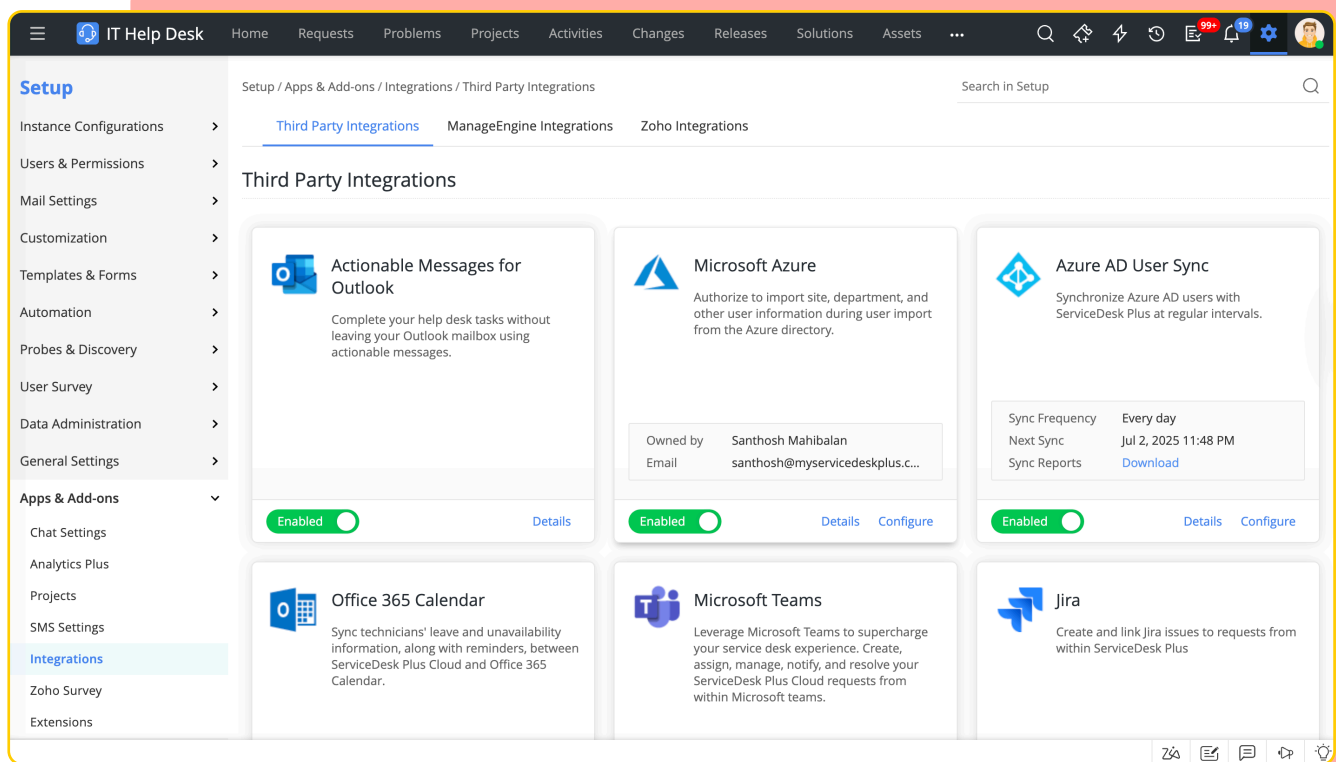 IT Help Desk
Home Requests Problems Projects Activities Changes Releases Solutions Assets
99+
19
Setup
Instance Configurations
Users & Permissions
Mail Settings
Customization
Templates & Forms
Automation
Probes & Discovery
User Survey
Data Administration
General Settings
Apps & Add-ons
Chat Settings
Analytics Plus
Projects
SMS Settings
Integrations
Zoho Survey
Extensions
Setup / Apps & Add-ons / Integrations / Third Party Integrations
Search in Setup
Third Party Integrations ManageEngine Integrations Zoho Integrations
Third Party Integrations
Actionable Messages for
Outlook
Complete your help desk tasks without
leaving your Outlook mailbox using
actionable messages.
Enabled Details
Microsoft Azure
Authorize to import site, department, and
other user information during user import
from the Azure directory.
Owned by Santhosh Mahibalan
Email santhosh@myservicedeskplus.c...
Enabled Details Configure
Azure AD User Sync
Synchronize Azure AD users with
ServiceDesk Plus at regular intervals.
Sync Frequency Every day
Next Sync Jul 2, 2025 11:48 PM
Sync Reports Download
Enabled Details Configure
Office 365 Calendar
Sync technicians' leave and unavailability
information, along with reminders, between
ServiceDesk Plus Cloud and Office 365
Calendar.
Microsoft Teams
Leverage Microsoft Teams to supercharge
your service desk experience. Create,
assign, manage, notify, and resolve your
ServiceDesk Plus Cloud requests from
within Microsoft teams.
Jira
Create and link Jira issues to requests from
within ServiceDesk Plus